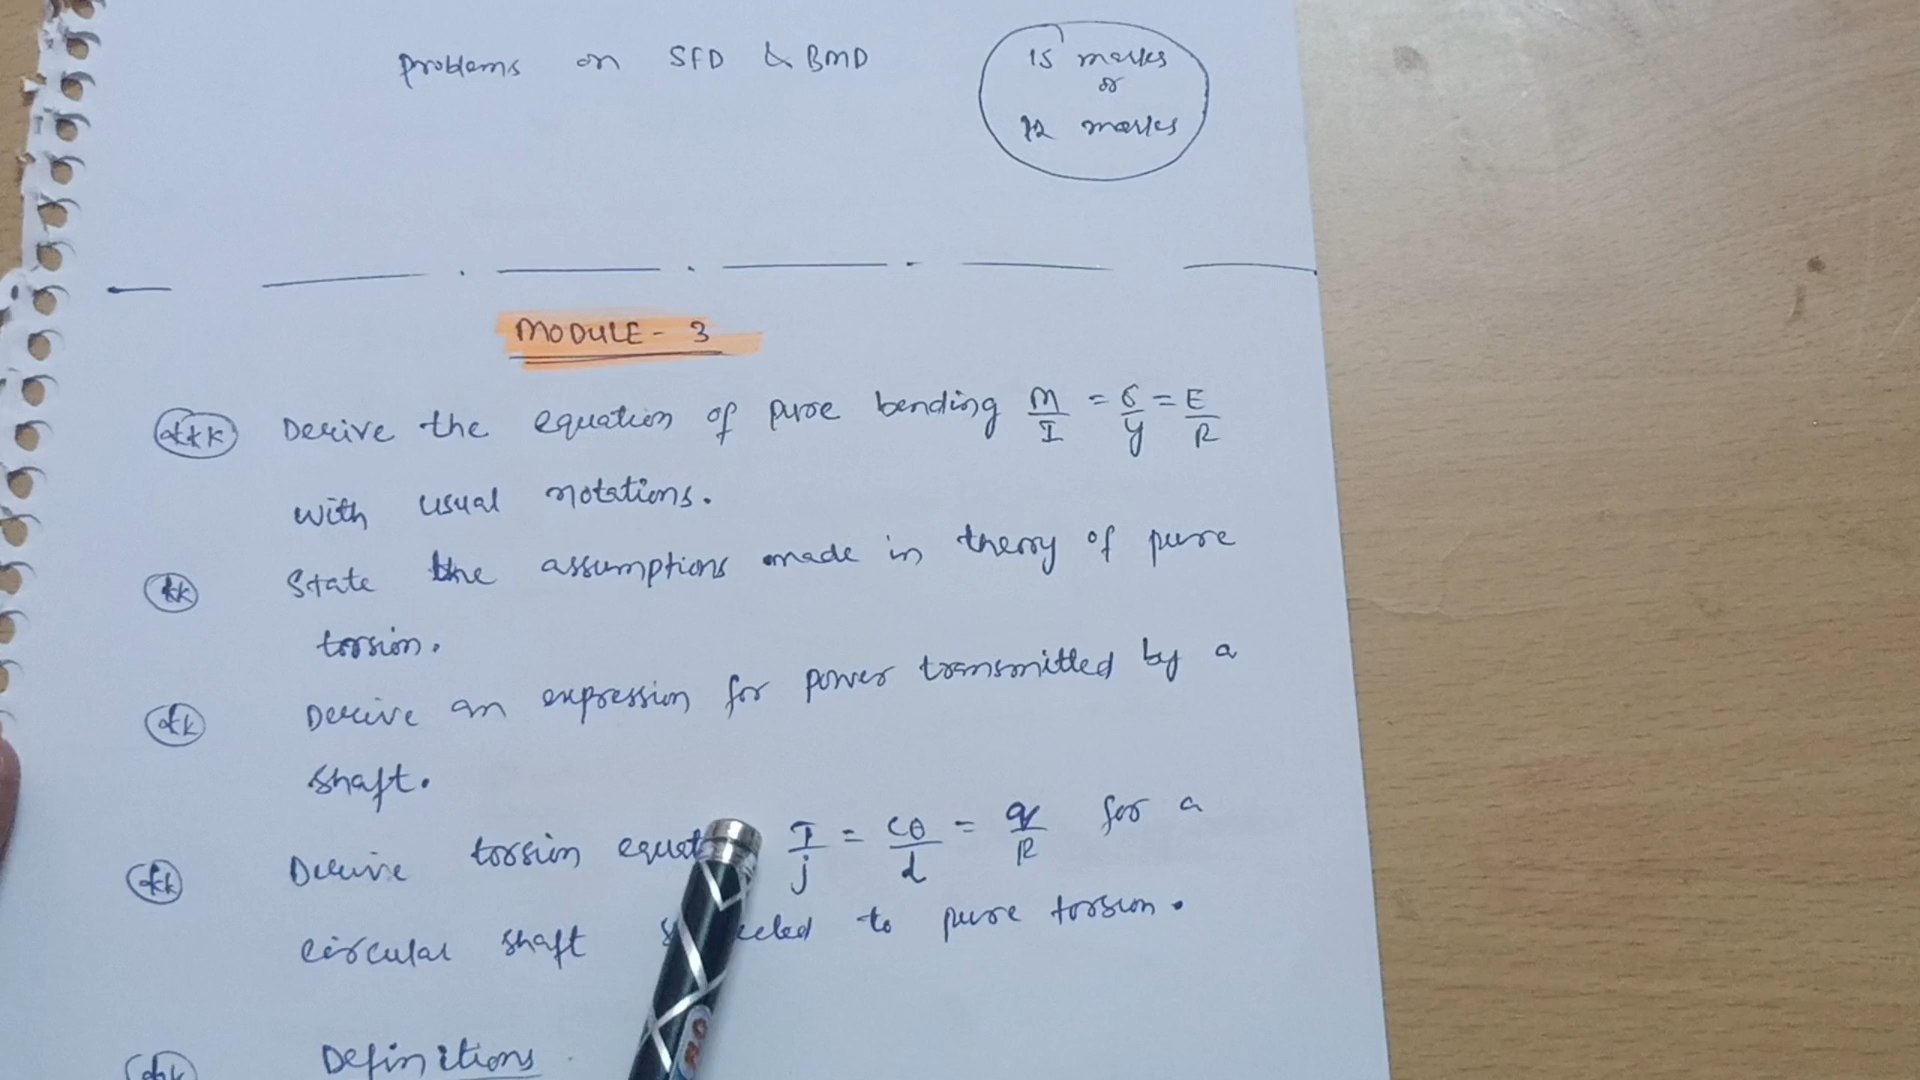 problems on SFD & BMD
15 marks
or
12 marks
MODULE - 3
Derive the equation of pure bending M/I = σ/y = E/R
with usual notations.
State the assumptions made in theory of pure
torsion.
Derive an expression for power transmitted by a
shaft.
Derive torsion equat T/J = Cθ/L = q/R for a
circular shaft s ected to pure torsion.
Definitions